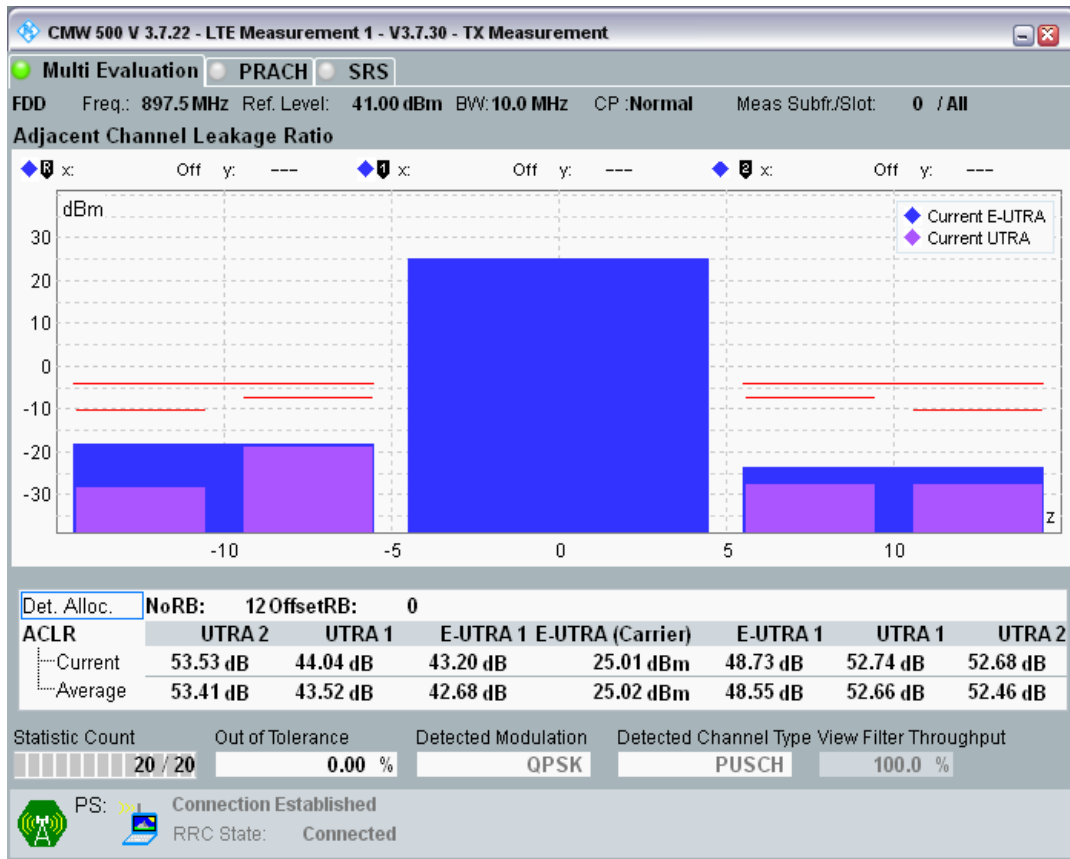 CMW 500 V 3.7.22 - LTE Measurement 1 - V3.7.30 - TX Measurement
Multi Evaluation PRACH SRS
FDD Freq.: 897.5 MHz Ref. Level: 41.00 dBm BW: 10.0 MHz CP :Normal Meas Subfr./Slot: 0 / All
Adjacent Channel Leakage Ratio
R x: Off y: --- 1 x: Off y: --- 2 x: Off y: ---
dBm
Current E-UTRA
Current UTRA
30
20
10
0
-10
-20
-30
z
-10 -5 0 5 10
Det. Alloc. NoRB: 12 OffsetRB: 0
ACLR UTRA 2 UTRA 1 E-UTRA 1 E-UTRA (Carrier) E-UTRA 1 UTRA 1 UTRA 2
Current 53.53 dB 44.04 dB 43.20 dB 25.01 dBm 48.73 dB 52.74 dB 52.68 dB
Average 53.41 dB 43.52 dB 42.68 dB 25.02 dBm 48.55 dB 52.66 dB 52.46 dB
Statistic Count Out of Tolerance Detected Modulation Detected Channel Type View Filter Throughput
20 / 20 0.00 % QPSK PUSCH 100.0 %
PS: Connection Established
RRC State: Connected